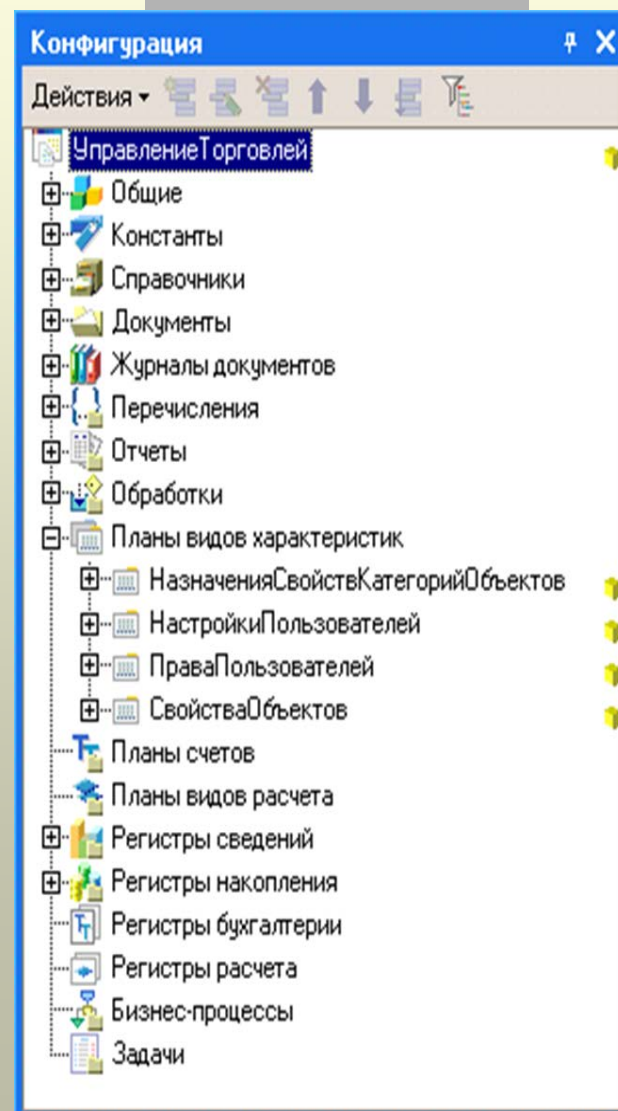 Конфигурация
Действия
УправлениеТорговлей
Общие
Константы
Справочники
Документы
Журналы документов
Перечисления
Отчеты
Обработки
Планы видов характеристик
НазначенияСвойствКатегорийОбъектов
НастройкиПользователей
ПраваПользователей
СвойстваОбъектов
Планы счетов
Планы видов расчета
Регистры сведений
Регистры накопления
Регистры бухгалтерии
Регистры расчета
Бизнес-процессы
Задачи